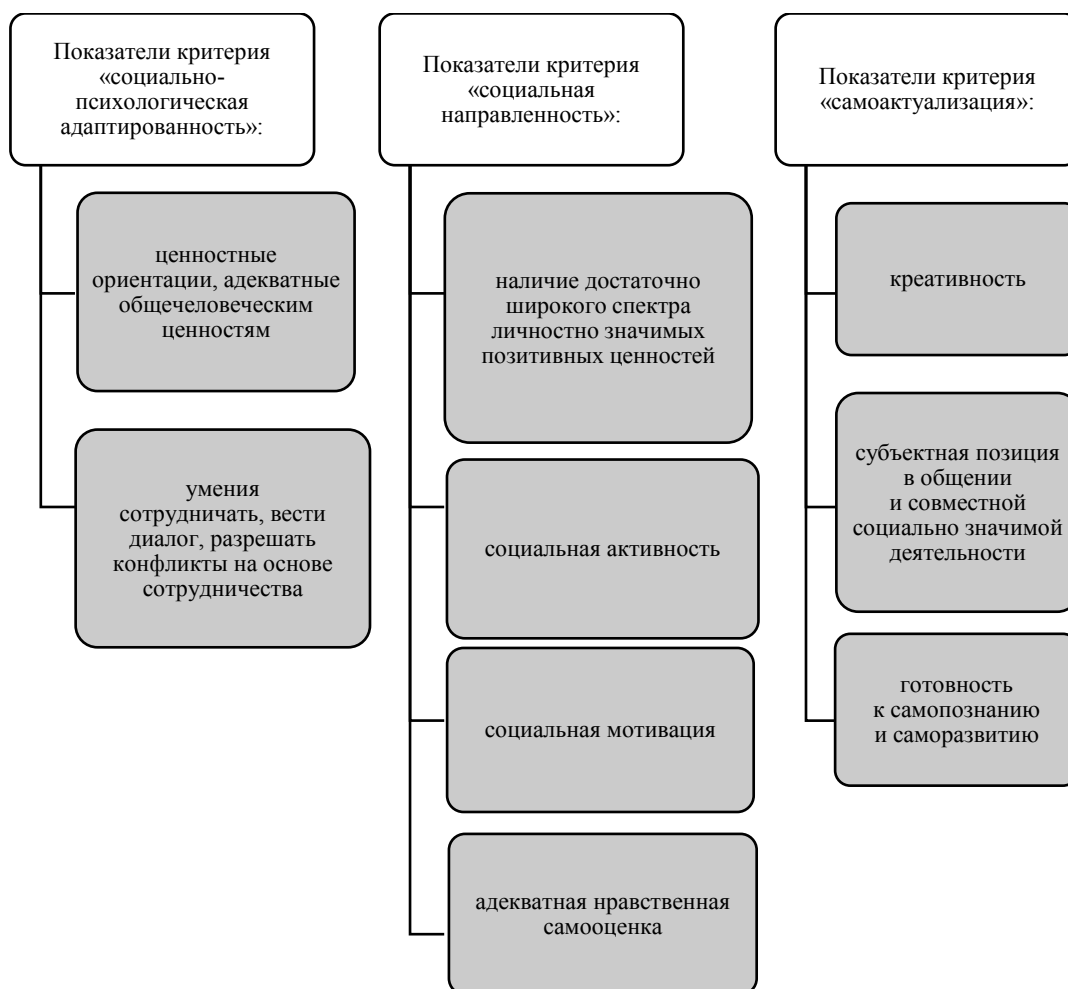 Показатели критерия
«социально-
психологическая
адаптированность»:
ценностные
ориентации, адекватные
общечеловеческим
ценностям
умения
сотрудничать, вести
диалог, разрешать
конфликты на основе
сотрудничества
Показатели критерия
«социальная
направленность»:
наличие достаточно
широкого спектра
личностно значимых
позитивных ценностей
социальная активность
социальная мотивация
адекватная нравственная
самооценка
Показатели критерия
«самоактуализация»:
креативность
субъектная позиция
в общении
и совместной
социально значимой
деятельности
готовность
к самопознанию
и саморазвитию